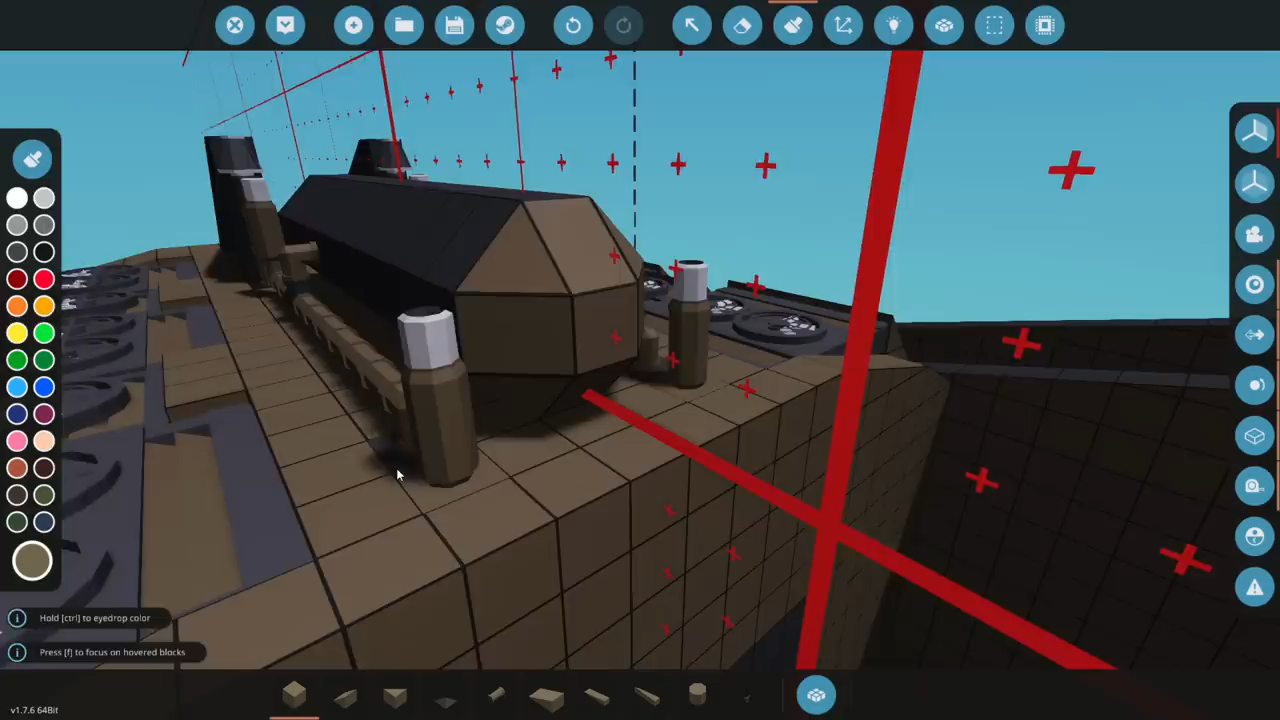 Hold [ctrl] to eyedrop color
Press [f] to focus on hovered blocks
v1.7.6 64Bit